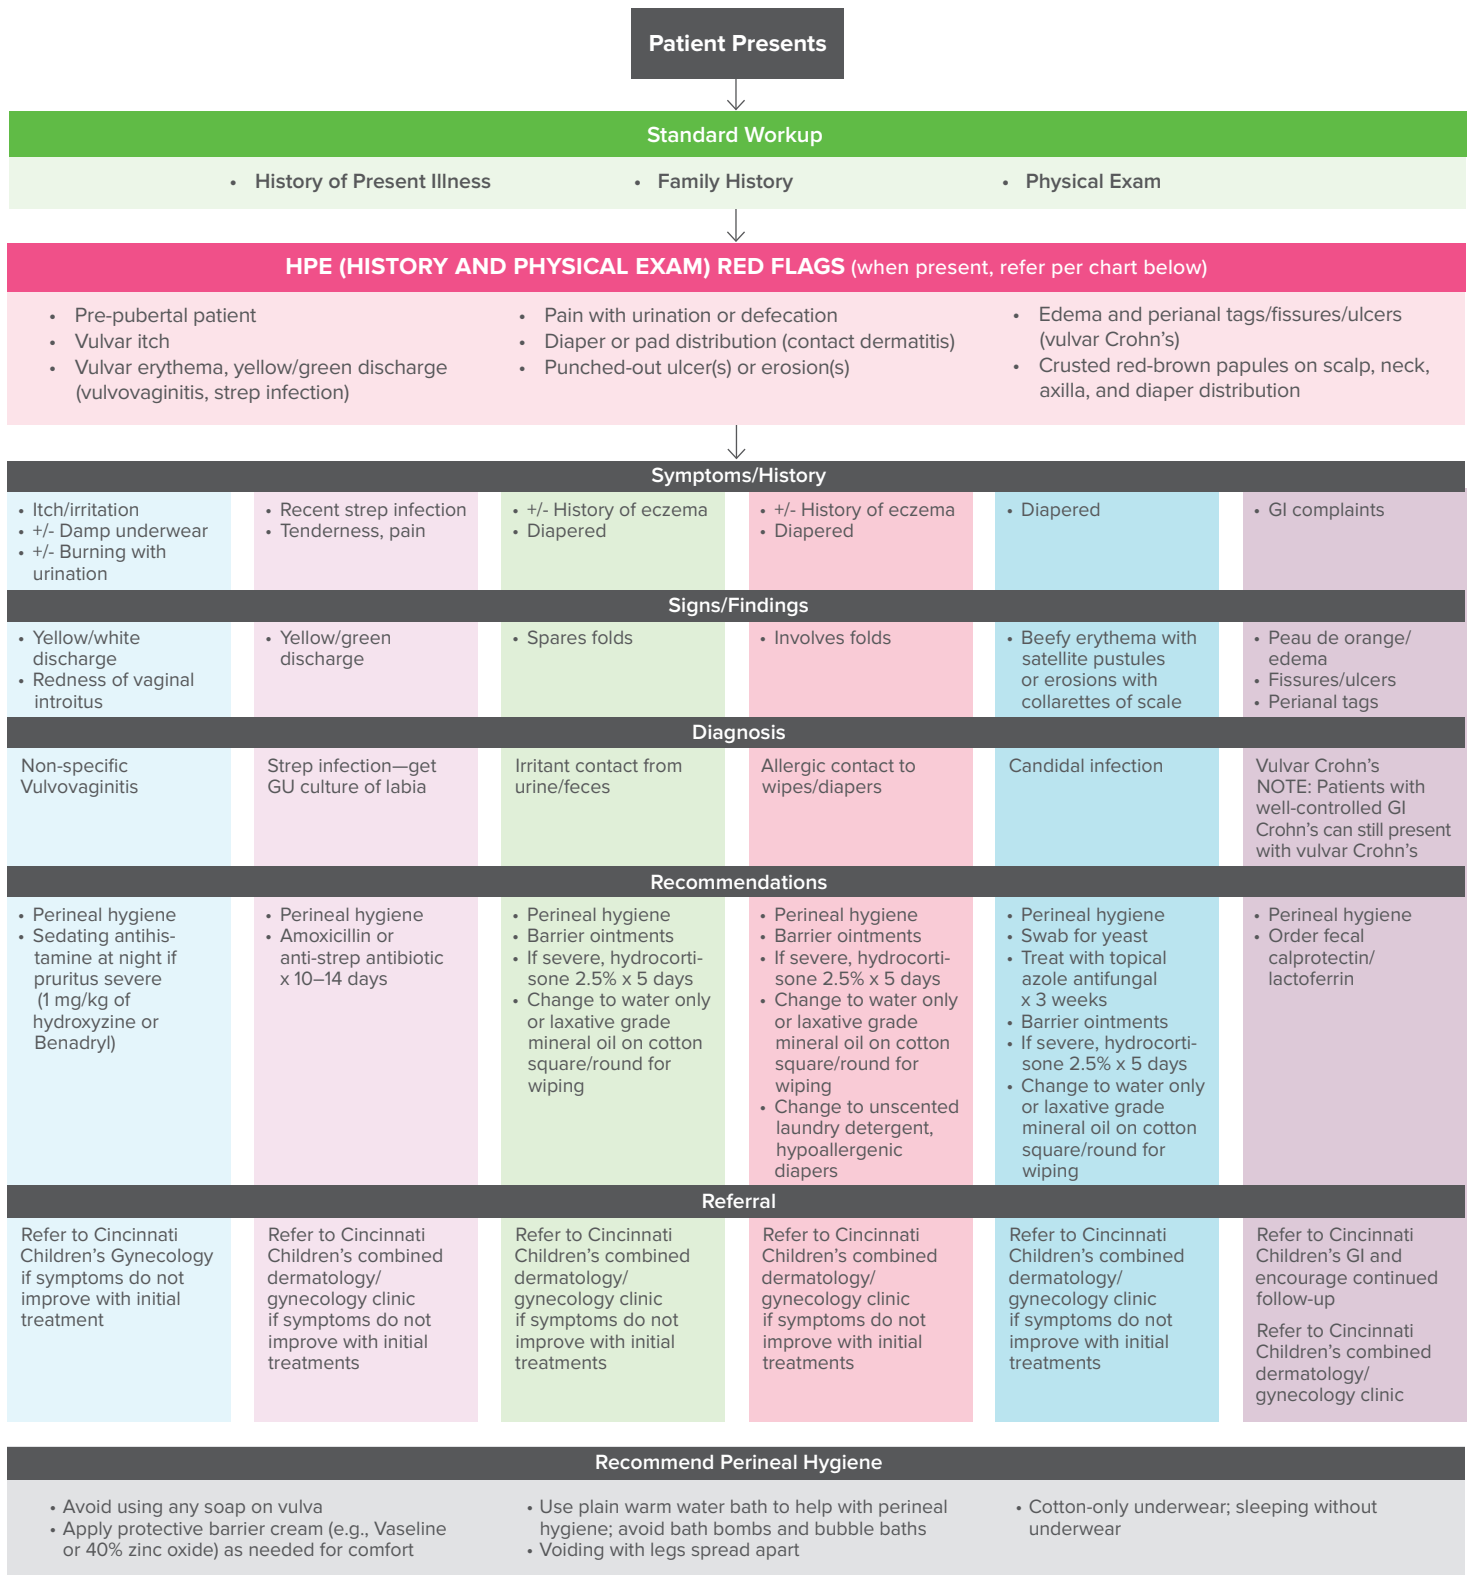 Patient Presents
Standard Workup
• History of Present Illness
• Family History
• Physical Exam
HPE (HISTORY AND PHYSICAL EXAM) RED FLAGS (when present, refer per chart below)
• Pre-pubertal patient
• Vulvar itch
• Vulvar erythema, yellow/green discharge
(vulvovaginitis, strep infection)
• Pain with urination or defecation
• Diaper or pad distribution (contact dermatitis)
• Punched-out ulcer(s) or erosion(s)
• Edema and perianal tags/fissures/ulcers
(vulvar Crohn’s)
• Crusted red-brown papules on scalp, neck,
axilla, and diaper distribution
Symptoms/History
• Itch/irritation
• +/- Damp underwear
• +/- Burning with
urination
• Recent strep infection
• Tenderness, pain
• +/- History of eczema
• Diapered
• +/- History of eczema
• Diapered
• Diapered
• GI complaints
Signs/Findings
• Yellow/white
discharge
• Redness of vaginal
introitus
• Yellow/green
discharge
• Spares folds
• Involves folds
• Beefy erythema with
satellite pustules
or erosions with
collarettes of scale
• Peau de orange/
edema
• Fissures/ulcers
• Perianal tags
Diagnosis
Non-specific
Vulvovaginitis
Strep infection—get
GU culture of labia
Irritant contact from
urine/feces
Allergic contact to
wipes/diapers
Candidal infection
Vulvar Crohn’s
NOTE: Patients with
well-controlled GI
Crohn’s can still present
with vulvar Crohn’s
Recommendations
• Perineal hygiene
• Sedating antihis-
tamine at night if
pruritus severe
(1 mg/kg of
hydroxyzine or
Benadryl)
• Perineal hygiene
• Amoxicillin or
anti-strep antibiotic
x 10–14 days
• Perineal hygiene
• Barrier ointments
• If severe, hydrocorti-
sone 2.5% x 5 days
• Change to water only
or laxative grade
mineral oil on cotton
square/round for
wiping
• Perineal hygiene
• Barrier ointments
• If severe, hydrocorti-
sone 2.5% x 5 days
• Change to water only
or laxative grade
mineral oil on cotton
square/round for
wiping
• Change to unscented
laundry detergent,
hypoallergenic
diapers
• Perineal hygiene
• Swab for yeast
• Treat with topical
azole antifungal
x 3 weeks
• Barrier ointments
• If severe, hydrocorti-
sone 2.5% x 5 days
• Change to water only
or laxative grade
mineral oil on cotton
square/round for
wiping
• Perineal hygiene
• Order fecal
calprotectin/
lactoferrin
Referral
Refer to Cincinnati
Children’s Gynecology
if symptoms do not
improve with initial
treatment
Refer to Cincinnati
Children’s combined
dermatology/
gynecology clinic
if symptoms do not
improve with initial
treatments
Refer to Cincinnati
Children’s combined
dermatology/
gynecology clinic
if symptoms do not
improve with initial
treatments
Refer to Cincinnati
Children’s combined
dermatology/
gynecology clinic
if symptoms do not
improve with initial
treatments
Refer to Cincinnati
Children’s combined
dermatology/
gynecology clinic
if symptoms do not
improve with initial
treatments
Refer to Cincinnati
Children’s GI and
encourage continued
follow-up
Refer to Cincinnati
Children’s combined
dermatology/
gynecology clinic
Recommend Perineal Hygiene
• Avoid using any soap on vulva
• Apply protective barrier cream (e.g., Vaseline
or 40% zinc oxide) as needed for comfort
• Use plain warm water bath to help with perineal
hygiene; avoid bath bombs and bubble baths
• Voiding with legs spread apart
• Cotton-only underwear; sleeping without
underwear